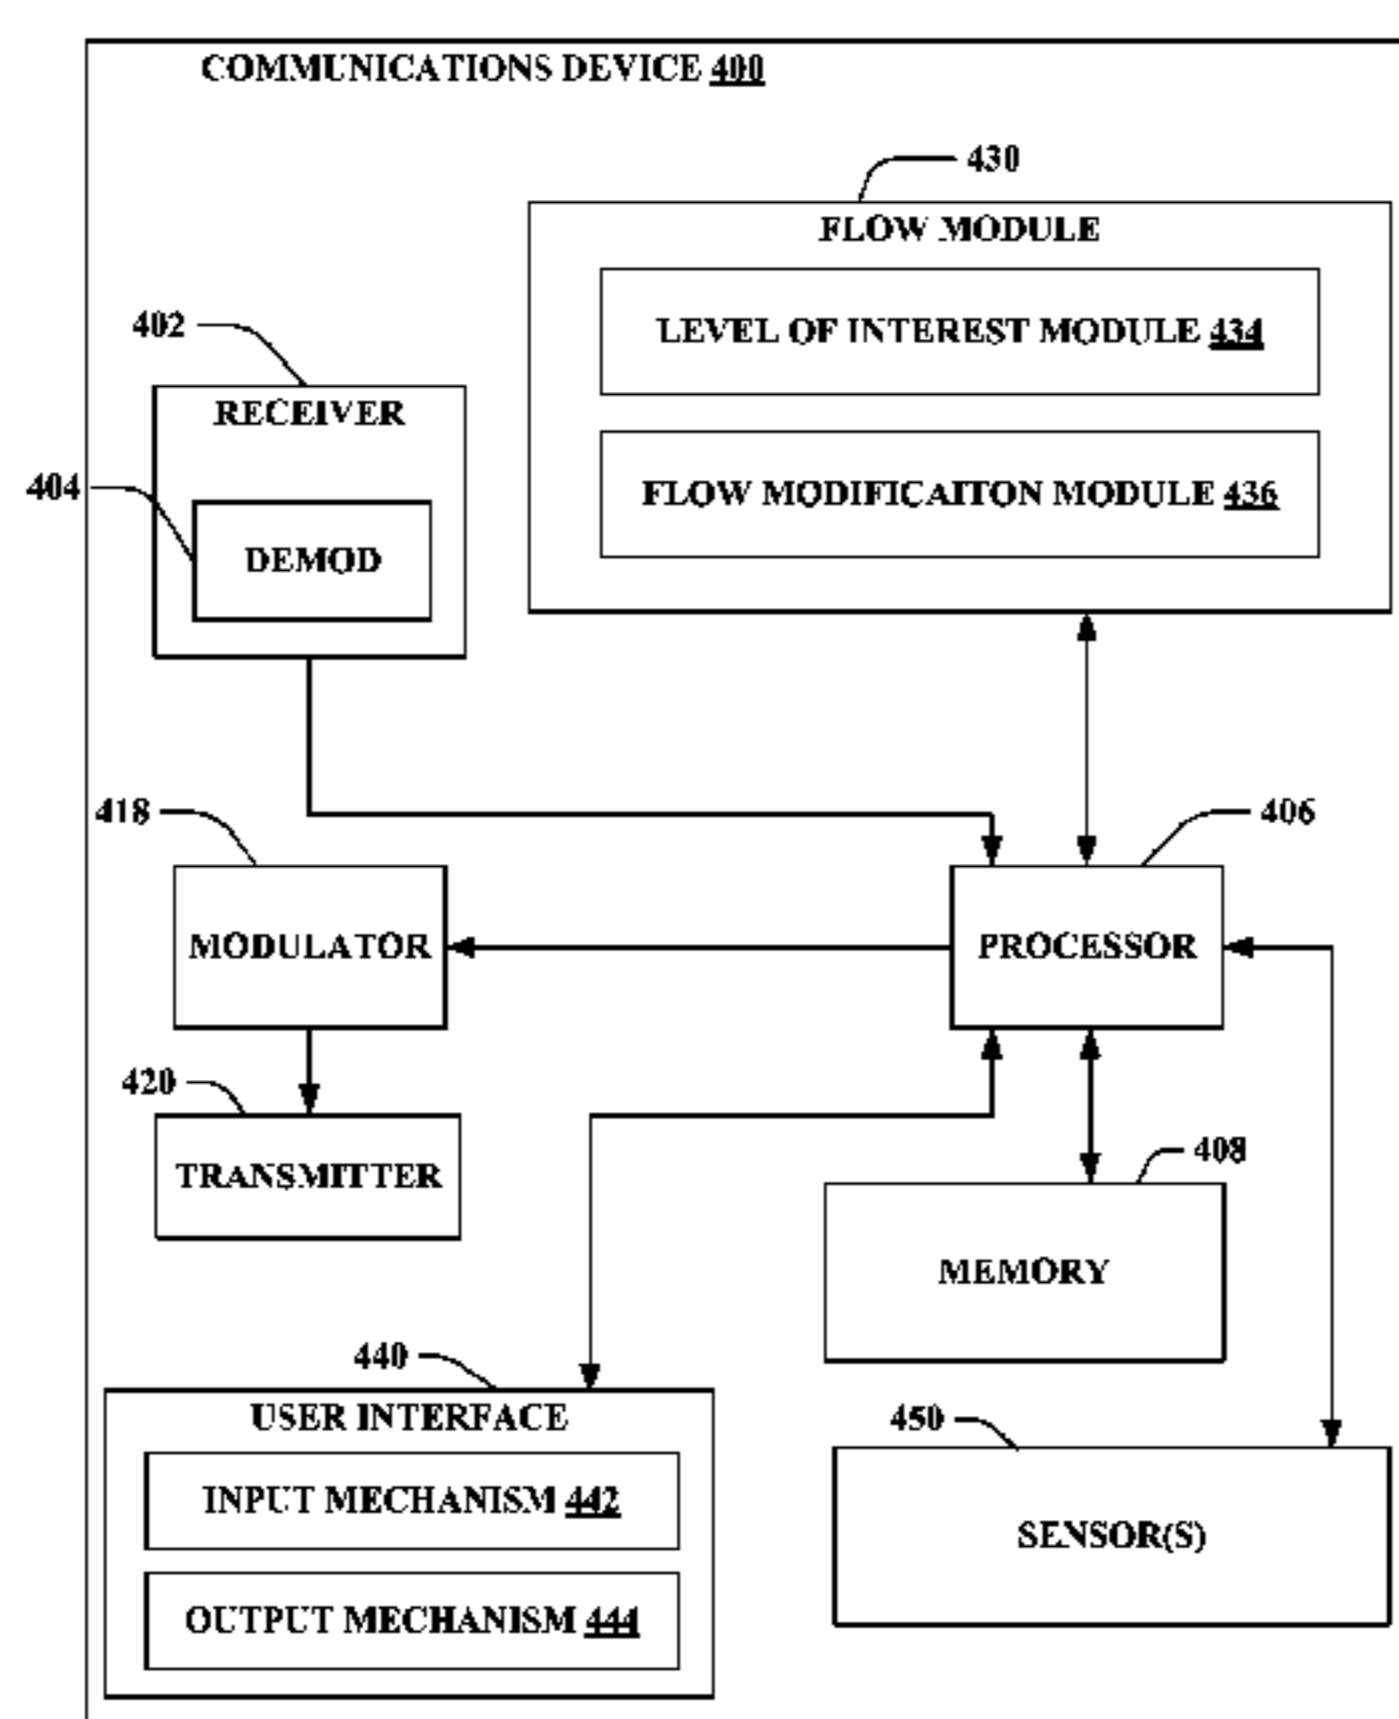 COMMUNICATIONS DEVICE 400
430
FLOW MODULE
LEVEL OF INTEREST MODULE 434
FLOW MODIFICAITON MODULE 436
402
RECEIVER
404
DEMOD
418
MODULATOR
406
PROCESSOR
420
TRANSMITTER
408
MEMORY
440
USER INTERFACE
INPUT MECHANISM 442
OUTPUT MECHANISM 444
450
SENSOR(S)